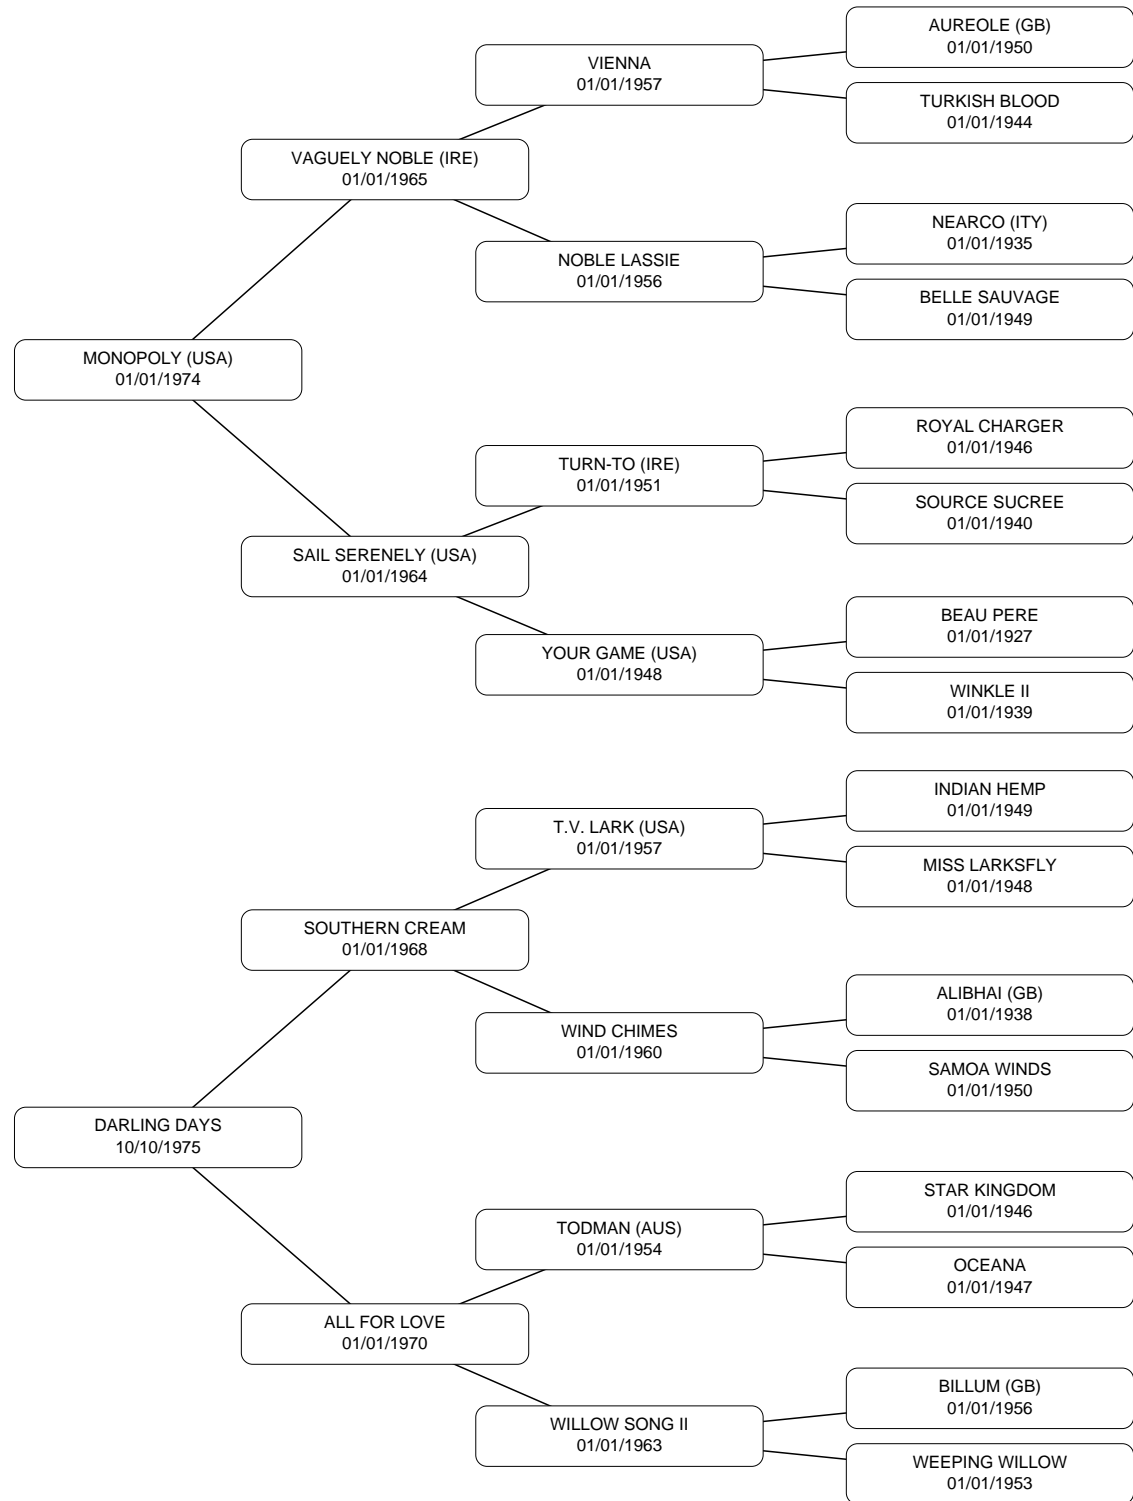 AUREOLE (GB)
01/01/1950
VIENNA
01/01/1957
TURKISH BLOOD
01/01/1944
VAGUELY NOBLE (IRE)
01/01/1965
NEARCO (ITY)
01/01/1935
NOBLE LASSIE
01/01/1956
BELLE SAUVAGE
01/01/1949
MONOPOLY (USA)
01/01/1974
ROYAL CHARGER
01/01/1946
TURN-TO (IRE)
01/01/1951
SOURCE SUCREE
01/01/1940
SAIL SERENELY (USA)
01/01/1964
BEAU PERE
01/01/1927
YOUR GAME (USA)
01/01/1948
WINKLE II
01/01/1939
INDIAN HEMP
01/01/1949
T.V. LARK (USA)
01/01/1957
MISS LARKSFLY
01/01/1948
SOUTHERN CREAM
01/01/1968
ALIBHAI (GB)
01/01/1938
WIND CHIMES
01/01/1960
SAMOA WINDS
01/01/1950
DARLING DAYS
10/10/1975
STAR KINGDOM
01/01/1946
TODMAN (AUS)
01/01/1954
OCEANA
01/01/1947
ALL FOR LOVE
01/01/1970
BILLUM (GB)
01/01/1956
WILLOW SONG II
01/01/1963
WEEPING WILLOW
01/01/1953